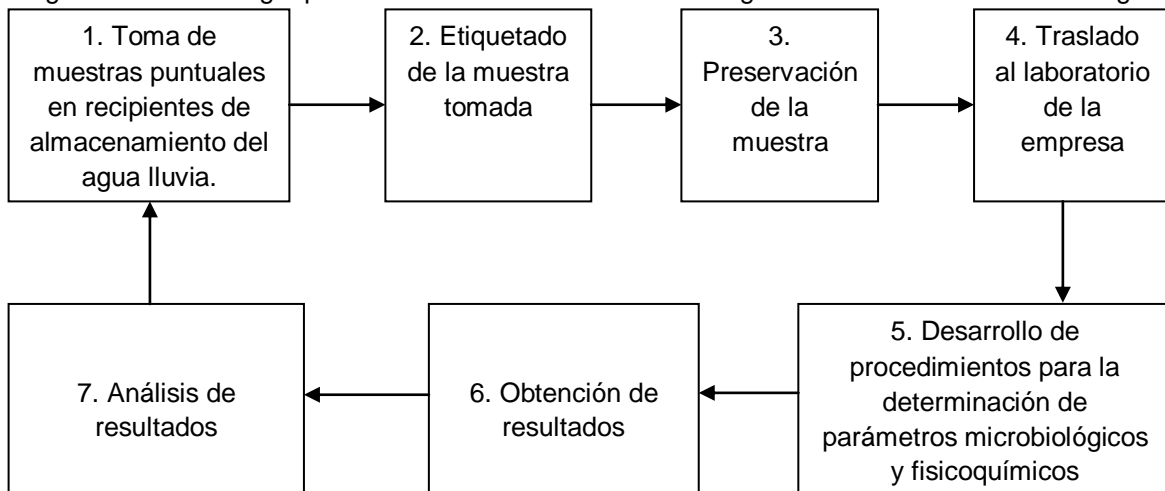 1. Toma de
muestras puntuales
en recipientes de
almacenamiento del
agua lluvia.
2. Etiquetado
de la muestra
tomada
3.
Preservación
de la
muestra
4. Traslado
al laboratorio
de la
empresa
5. Desarrollo de
procedimientos para la
determinación de
parámetros microbiológicos
y fisicoquímicos
6. Obtención de
resultados
7. Análisis de
resultados